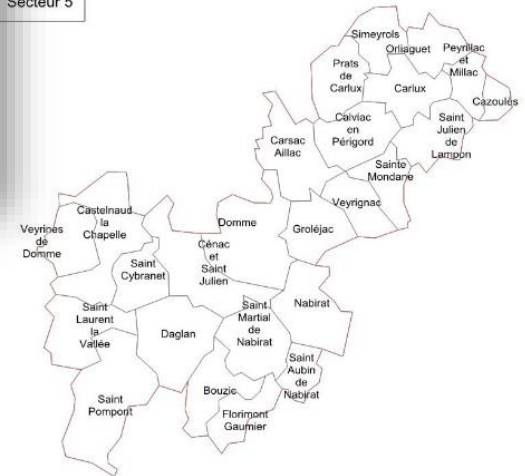 Secteur 5
Simeyrols
Orliaguet
Peyrillac
et
Millac
Prats
de
Carlux
Carlux
Cazoulès
Calviac
en
Périgord
Saint
Julien
de
Lampon
Carsac
Aillac
Sainte
Mondane
Veyrignac
Castelnaud
la
Chapelle
Domme
Groléjac
Veyrines
de
Domme
Cénac
et
Saint
Julien
Saint
Cybranet
Nabirat
Saint
Laurent
la
Vallée
Saint
Martial
de
Nabirat
Daglan
Saint
Aubin
de
Nabirat
Saint
Pompont
Bouzic
Florimont
Gaumier